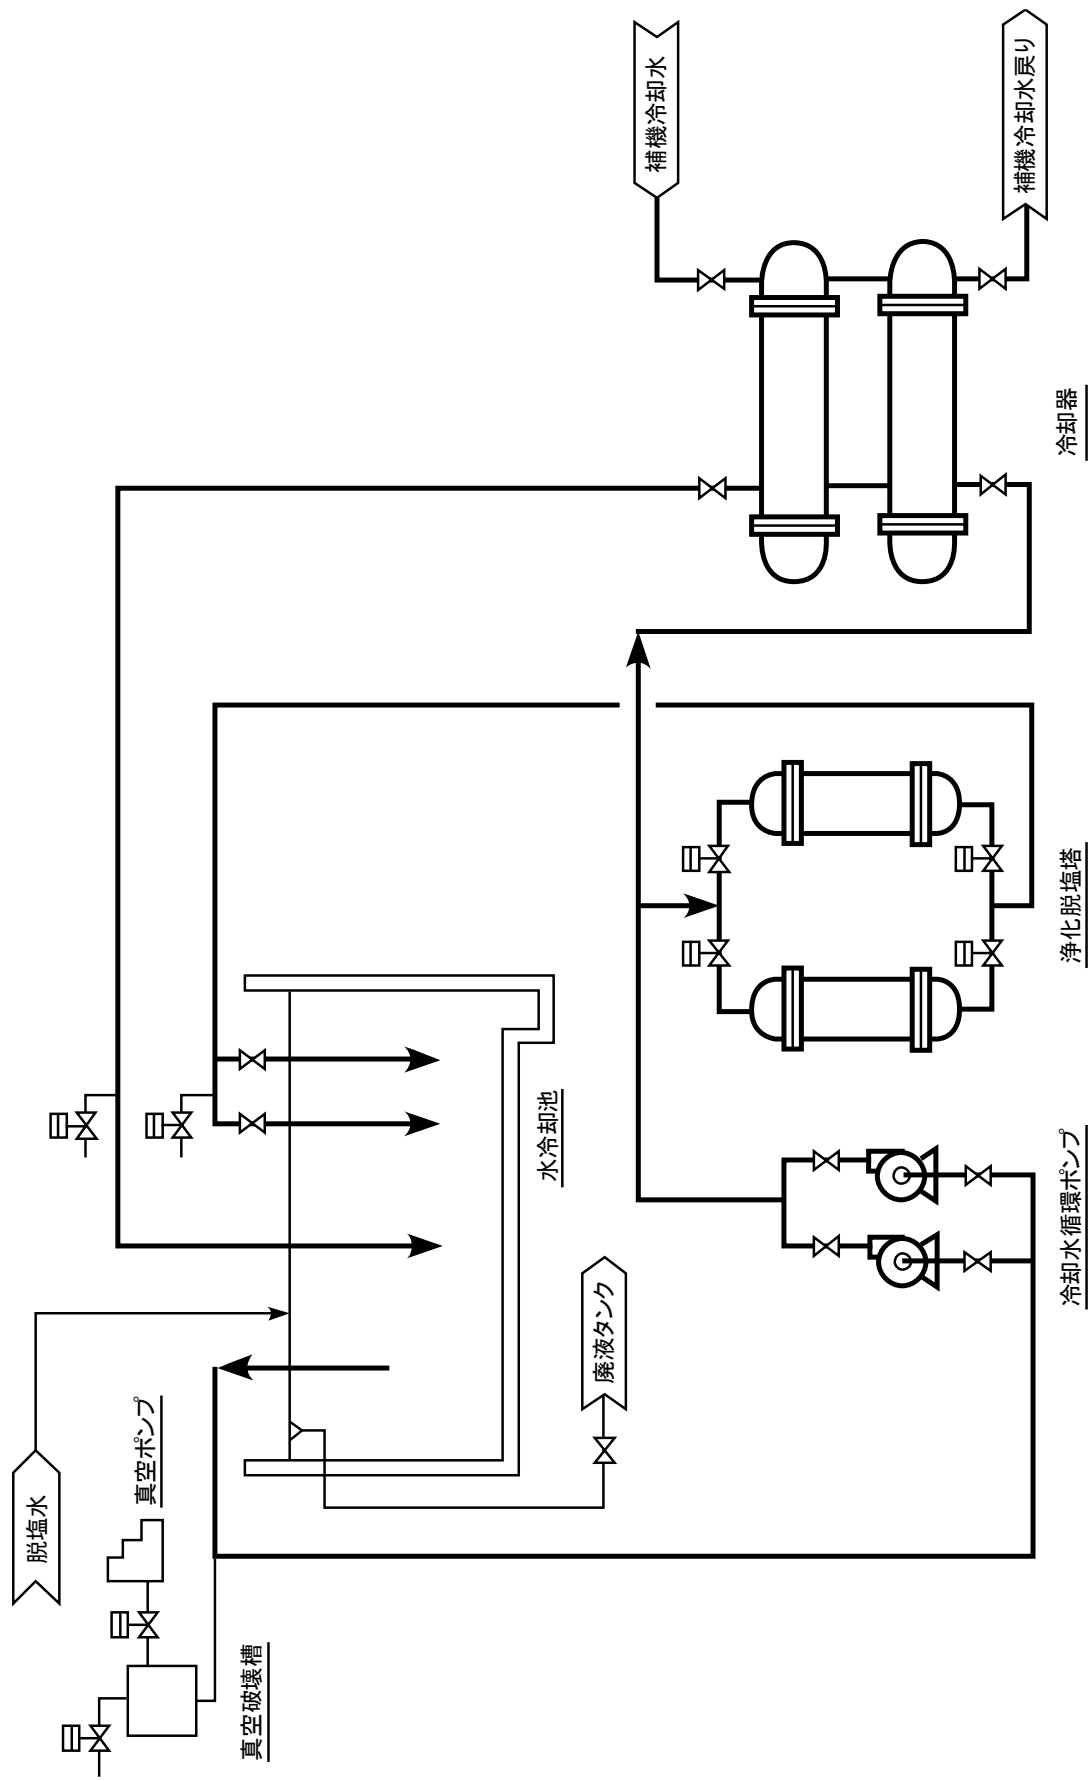 脱塩水
真空ポンプ
真空破壊槽
廃液タンク
水冷却池
冷却水循環ポンプ
浄化脱塩塔
冷却器
補機冷却水
補機冷却水戻り